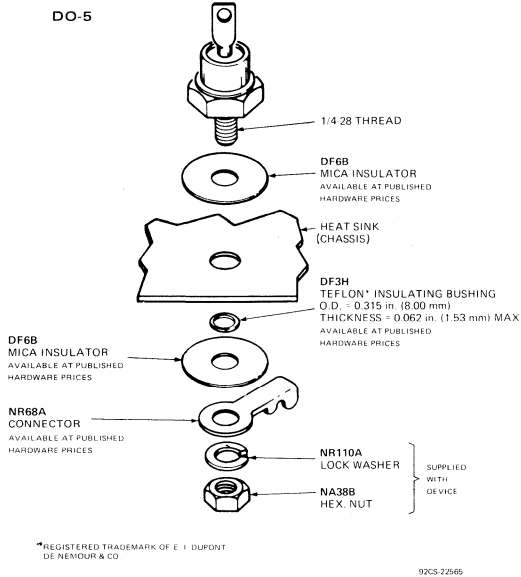 DO-5
1/4-28 THREAD
DF6B
MICA INSULATOR
AVAILABLE AT PUBLISHED
HARDWARE PRICES
HEAT SINK
(CHASSIS)
DF3H
TEFLON* INSULATING BUSHING
O.D. = 0.315 in. (8.00 mm)
THICKNESS = 0.062 in. (1.53 mm) MAX
AVAILABLE AT PUBLISHED
HARDWARE PRICES
DF6B
MICA INSULATOR
AVAILABLE AT PUBLISHED
HARDWARE PRICES
NR68A
CONNECTOR
AVAILABLE AT PUBLISHED
HARDWARE PRICES
NR110A
LOCK WASHER
NA38B
HEX. NUT
SUPPLIED
WITH
DEVICE
*REGISTERED TRADEMARK OF E I DUPONT
DE NEMOUR & CO
92CS-22565